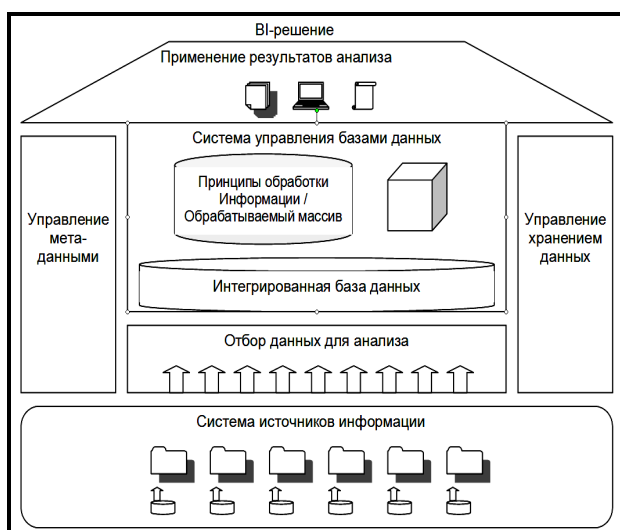 BI-решение
Применение результатов анализа
Система управления базами данных
Принципы обработки
Информации /
Обрабатываемый массив
Управление
мета-
данными
Управление
хранением
данных
Интегрированная база данных
Отбор данных для анализа
Система источников информации